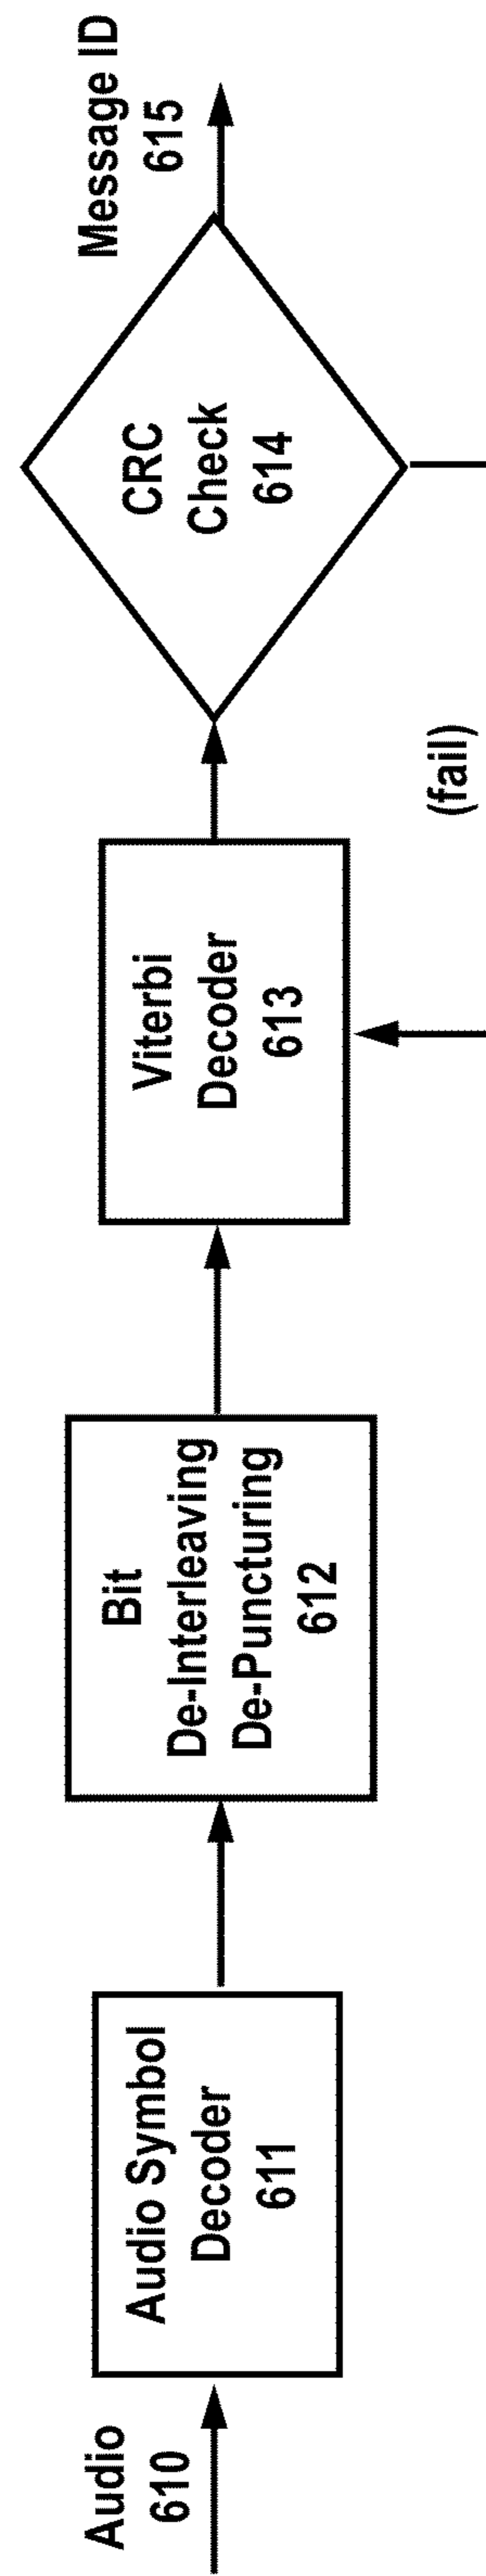 Audio
610
Audio Symbol
Decoder
611
Bit
De-Interleaving
De-Puncturing
612
Viterbi
Decoder
613
(fail)
CRC
Check
614
Message ID
615